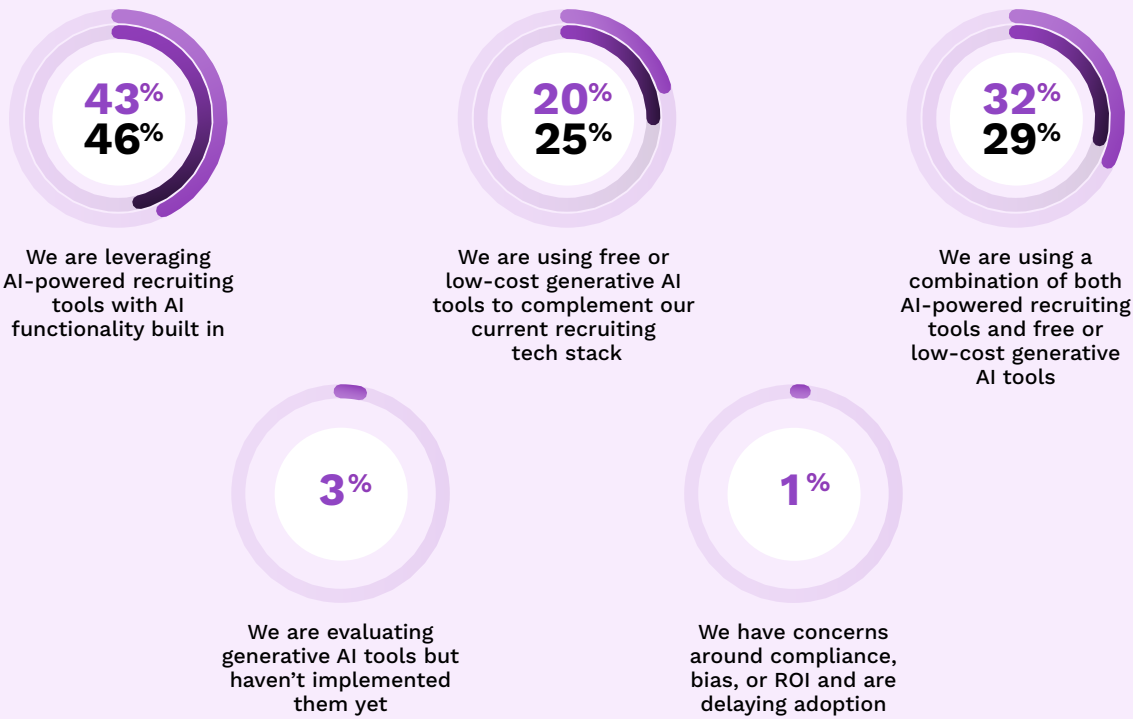 43%
46%
We are leveraging
AI-powered recruiting
tools with AI
functionality built in
20%
25%
We are using free or
low-cost generative AI
tools to complement our
current recruiting
tech stack
32%
29%
We are using a
combination of both
AI-powered recruiting
tools and free or
low-cost generative
AI tools
3%
We are evaluating
generative AI tools but
haven’t implemented
them yet
1%
We have concerns
around compliance,
bias, or ROI and are
delaying adoption